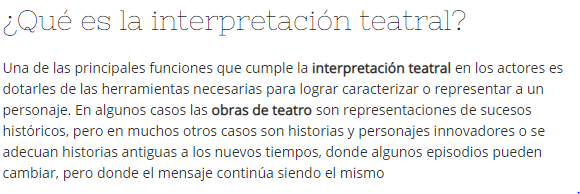 ¿Qué es la interpretación teatral?
Una de las principales funciones que cumple la interpretación teatral en los actores es
dotarles de las herramientas necesarias para lograr caracterizar o representar a un
personaje. En algunos casos las obras de teatro son representaciones de sucesos
históricos, pero en muchos otros casos son historias y personajes innovadores o se
adecuan historias antiguas a los nuevos tiempos, donde algunos episodios pueden
cambiar, pero donde el mensaje continúa siendo el mismo
.